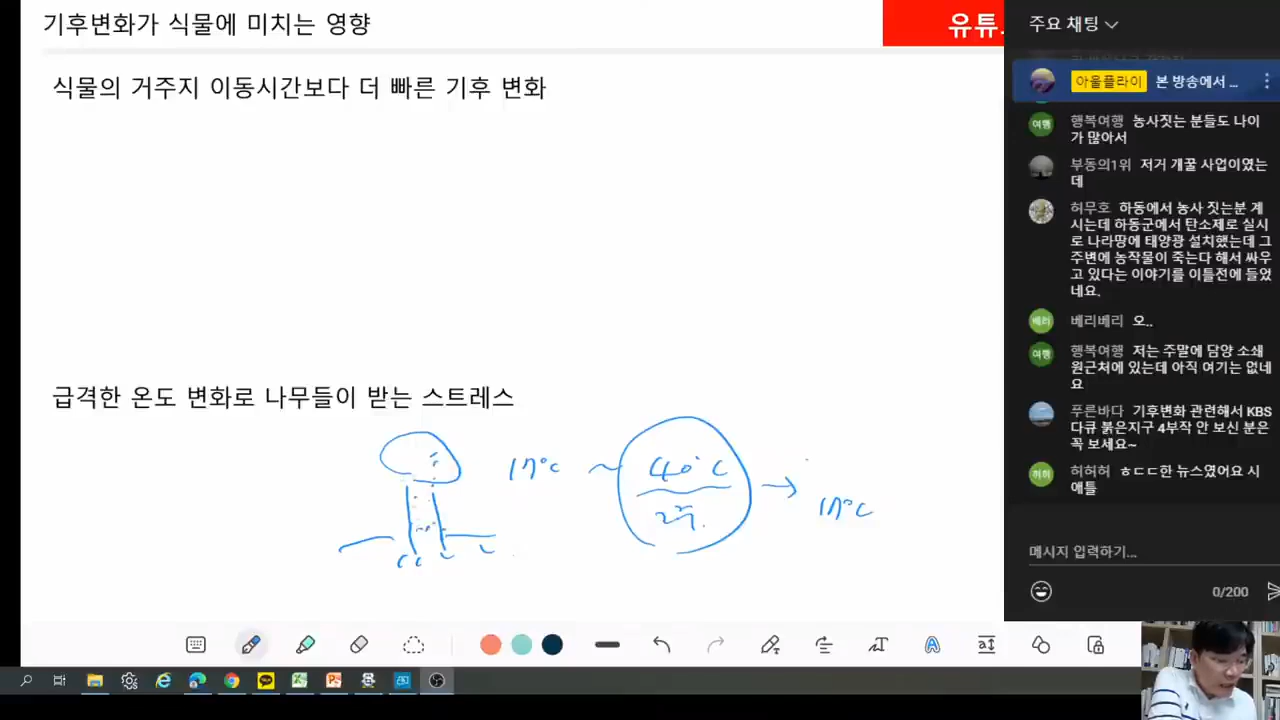 기후변화가 식물에 미치는 영향
유튜
식물의 거주지 이동시간보다 더 빠른 기후 변화
급격한 온도 변화로 나무들이 받는 스트레스
17°C ~ 40°C
2주
17°C
주요 채팅
아울플라이 본 방송에서 ...
행복여행 농사짓는 분들도 나이
가 많아서
부동의1위 저거 개꿀 사업이였는
데
허무호 하동에서 농사 짓는분 계
시는데 하동군에서 탄소제로 실시
로 나라땅에 태양광 설치했는데 그
주변에 농작물이 죽는다 해서 싸우
고 있다는 이야기를 이틀전에 들었
네요.
베리베리 오..
행복여행 저는 주말에 담양 소쇄
원근처에 있는데 아직 여기는 없네
요
푸른바다 기후변화 관련해서 KBS
다큐 붉은지구 4부작 안 보신 분은
꼭 보세요~
허허허 ㅎㄷㄷ한 뉴스였어요 시
애틀
메시지 입력하기...
0/200